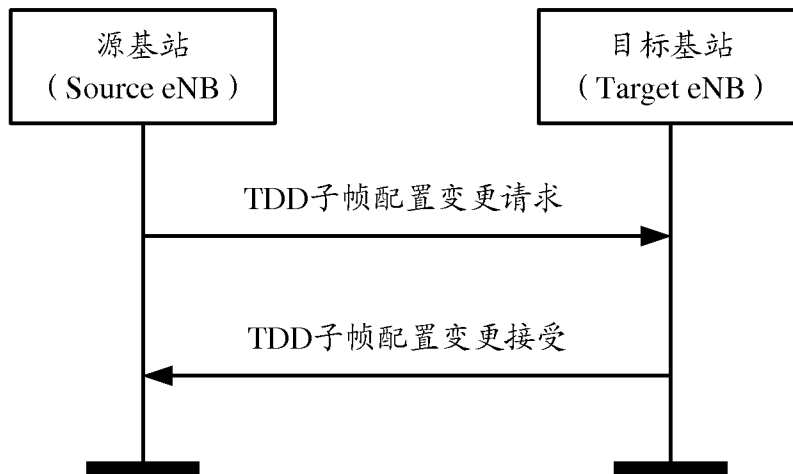 源基站
（Source eNB）
目标基站
（Target eNB）
TDD子帧配置变更请求
TDD子帧配置变更接受